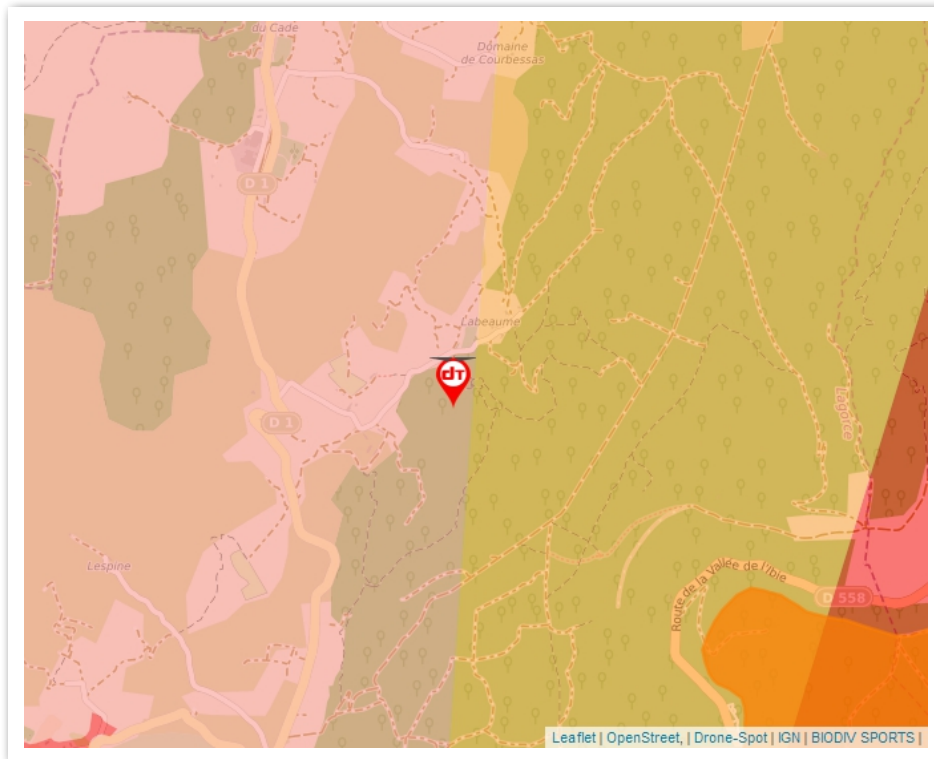 du Cade
Domaine
de Courbessas
D 1
Labeaume
dT
D 1
Lagorce
Lespine
Route de la Vallée de l'Ibie
D 558
Leaflet | OpenStreet, | Drone-Spot | IGN | BIODIV SPORTS |